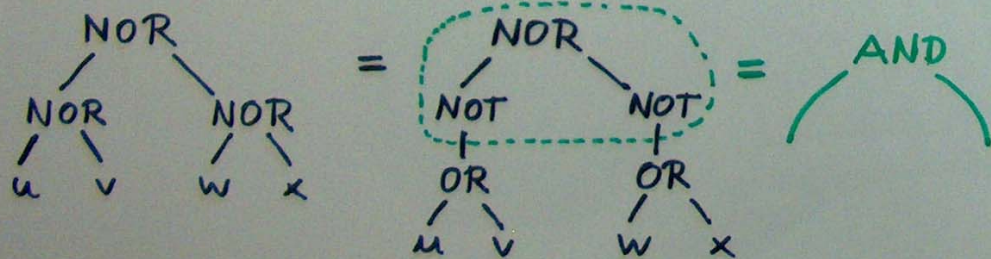 NOR = NOR = AND
NOR NOR NOT NOT
u v w x OR OR
u v w x